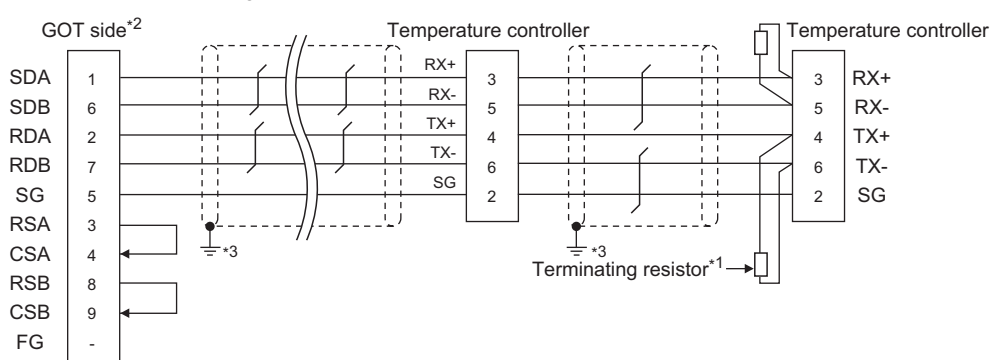 GOT side*2 Temperature controller Temperature controller
SDA 1 RX+ 3 3 RX+
SDB 6 RX- 5 5 RX-
RDA 2 TX+ 4 4 TX+
RDB 7 TX- 6 6 TX-
SG 5 SG 2 2 SG
RSA 3
CSA 4 *3 *3
Terminating resistor*1
RSB 8
CSB 9
FG -